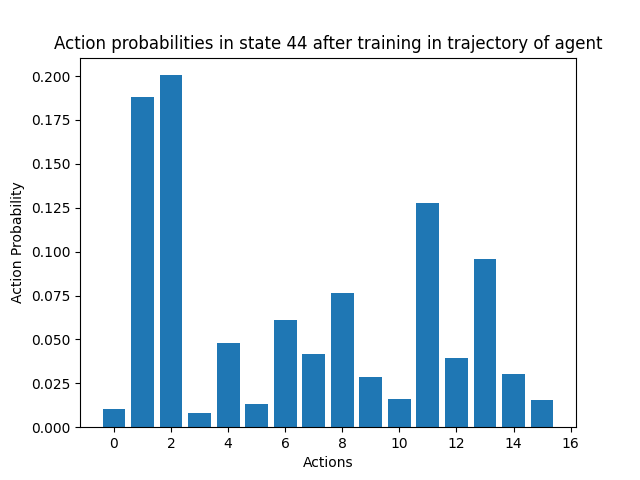 Action probabilities in state 44 after training in trajectory of agent
0.200
0.175
0.150
0.125
0.100
0.075
0.050
0.025
0.000
Action Probability
0 2 4 6 8 10 12 14 16
Actions